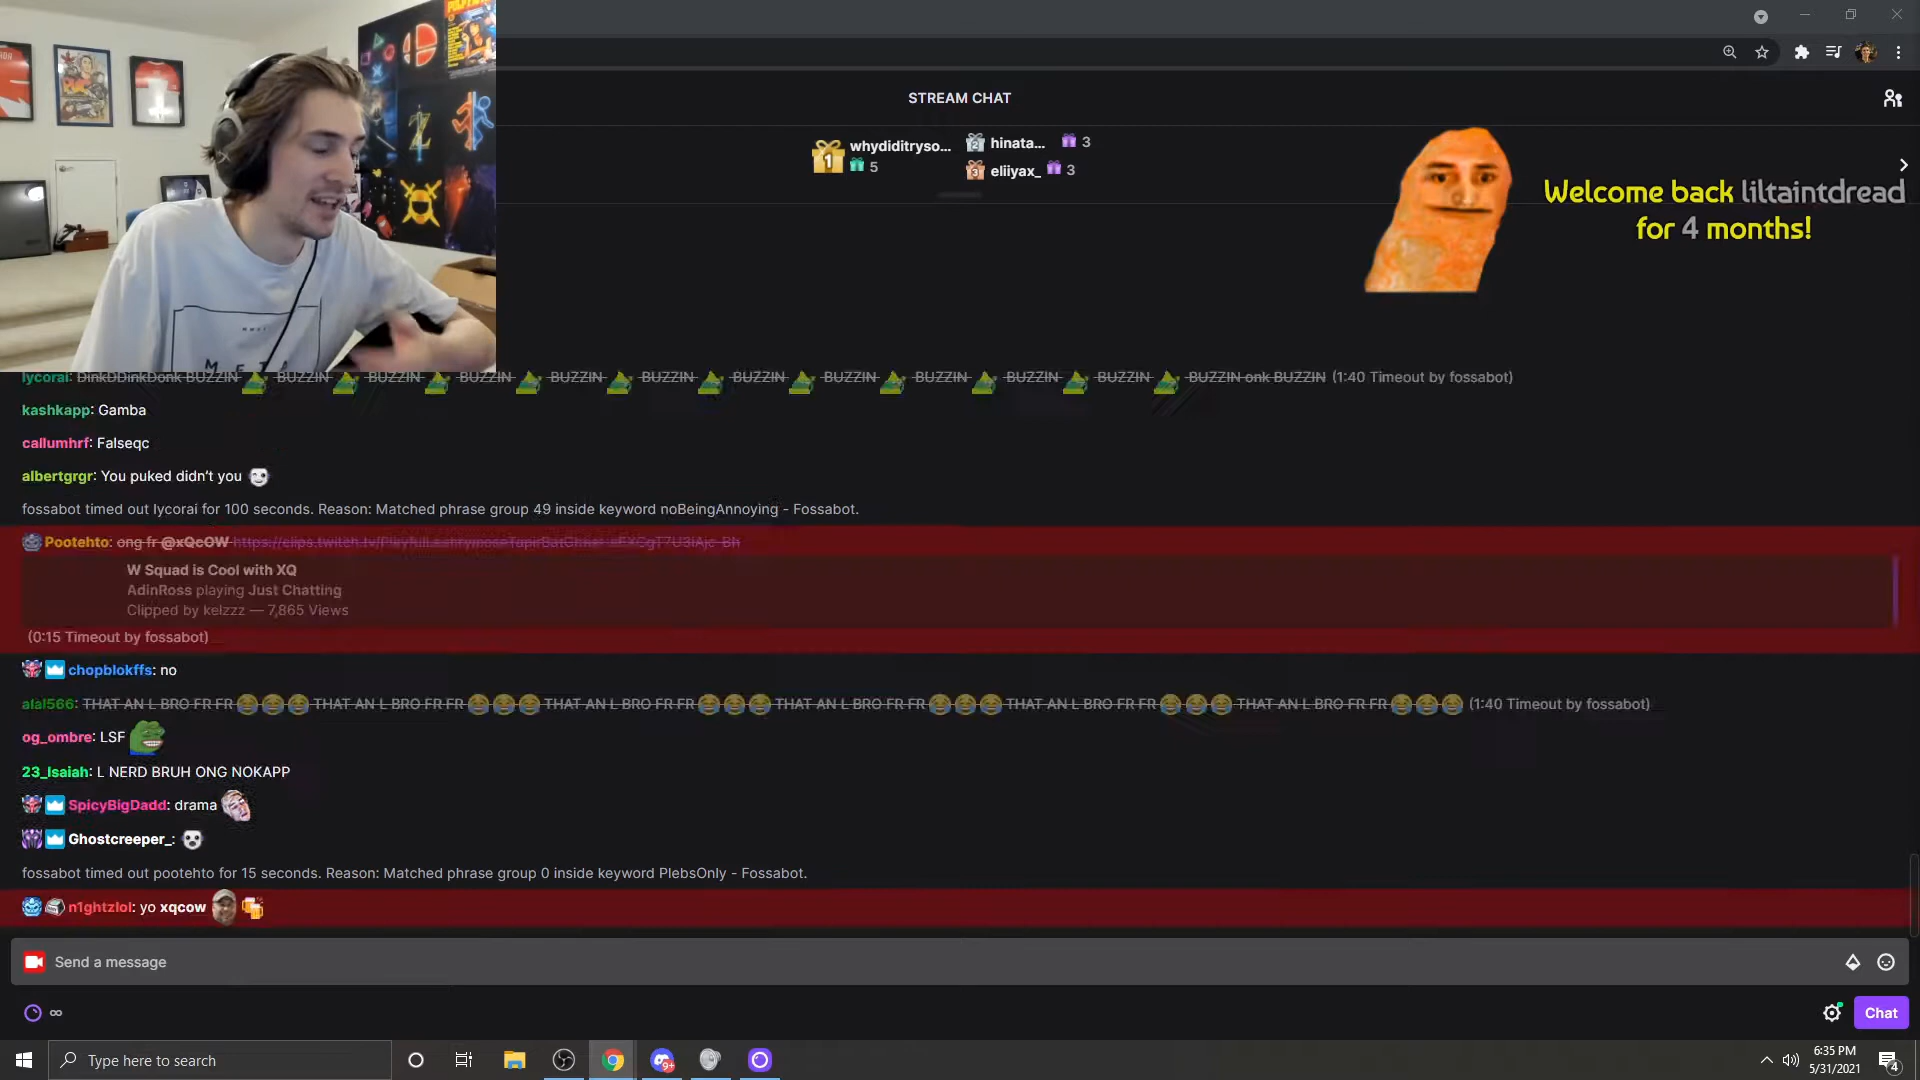 STREAM CHAT
whydiditryso...
5
hinata...
3
eliiyax_
3
Welcome back liltaintdread
for 4 months!
lycorai: DinkDDinkDonk BUZZIN BUZZIN BUZZIN BUZZIN BUZZIN BUZZIN BUZZIN BUZZIN BUZZIN BUZZIN BUZZIN BUZZIN onk BUZZIN (1:40 Timeout by fossabot)
kashkapp: Gamba
callumhrf: Falseqc
albertgrgr: You puked didn't you
fossabot timed out lycorai for 100 seconds. Reason: Matched phrase group 49 inside keyword noBeingAnnoying - Fossabot.
Pootehto: ong fr @xQcOW
W Squad is Cool with XQ
AdinRoss playing Just Chatting
Clipped by kelzzz — 7,865 Views
(0:15 Timeout by fossabot)
chopblokffs: no
alal566: THAT AN L BRO FR FR 😂😂😂 THAT AN L BRO FR FR 😂😂😂 THAT AN L BRO FR FR 😂😂😂 THAT AN L BRO FR FR 😂😂😂 THAT AN L BRO FR FR 😂😂😂 THAT AN L BRO FR FR 😂😂😂 (1:40 Timeout by fossabot)
og_ombre: LSF
23_Isaiah: L NERD BRUH ONG NOKAPP
SpicyBigDadd: drama
Ghostcreeper_:
fossabot timed out pootehto for 15 seconds. Reason: Matched phrase group 0 inside keyword PlebsOnly - Fossabot.
n1ghtzlol: yo xqcow 🍻
Send a message
∞
Chat
Type here to search
9+
6:35 PM
5/31/2021
4